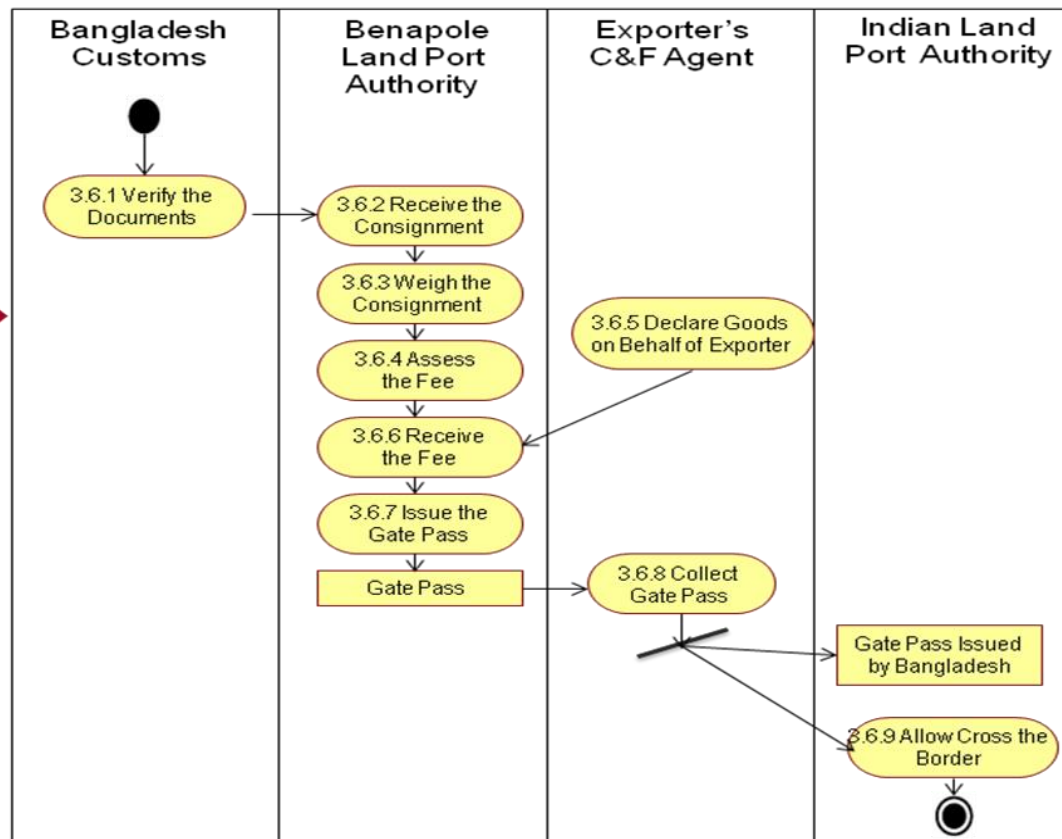 Bangladesh
Customs
Benapole
Land Port
Authority
Exporter's
C&F Agent
Indian Land
Port Authority
3.6.1 Verify the
Documents
3.6.2 Receive the
Consignment
3.6.3 Weigh the
Consignment
3.6.5 Declare Goods
on Behalf of Exporter
3.6.4 Assess
the Fee
3.6.6 Receive
the Fee
3.6.7 Issue the
Gate Pass
Gate Pass
3.6.8 Collect
Gate Pass
Gate Pass Issued
by Bangladesh
3.6.9 Allow Cross the
Border